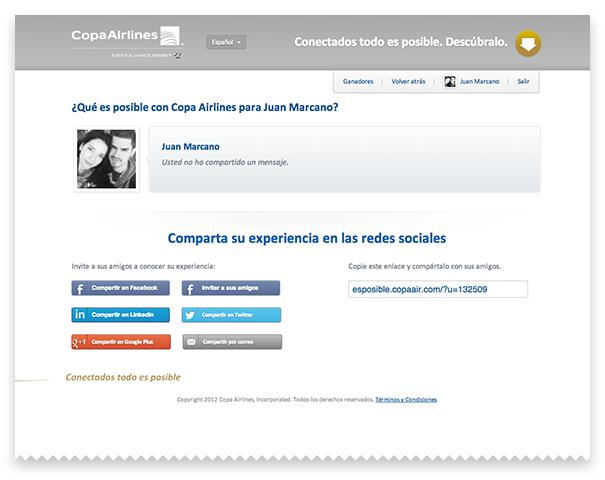 CopaAirlines
A STAR ALLIANCE MEMBER
Español
Conectados todo es posible. Descúbralo.
Ganadores | Volver atrás | Juan Marcano | Salir
¿Qué es posible con Copa Airlines para Juan Marcano?
Juan Marcano
Usted no ha compartido un mensaje.
Comparta su experiencia en las redes sociales
Invite a sus amigos a conocer su experiencia:
Compartir en Facebook
Invitar a sus amigos
Compartir en Linkedin
Compartir en Twitter
g+1 Compartir en Google Plus
Compartir por correo
Copie este enlace y compártalo con sus amigos.
esposible.copaair.com/?u=132509
Conectados todo es posible
Copyright 2012 Copa Airlines, Incorporated. Todos los derechos reservados. Términos y Condiciones